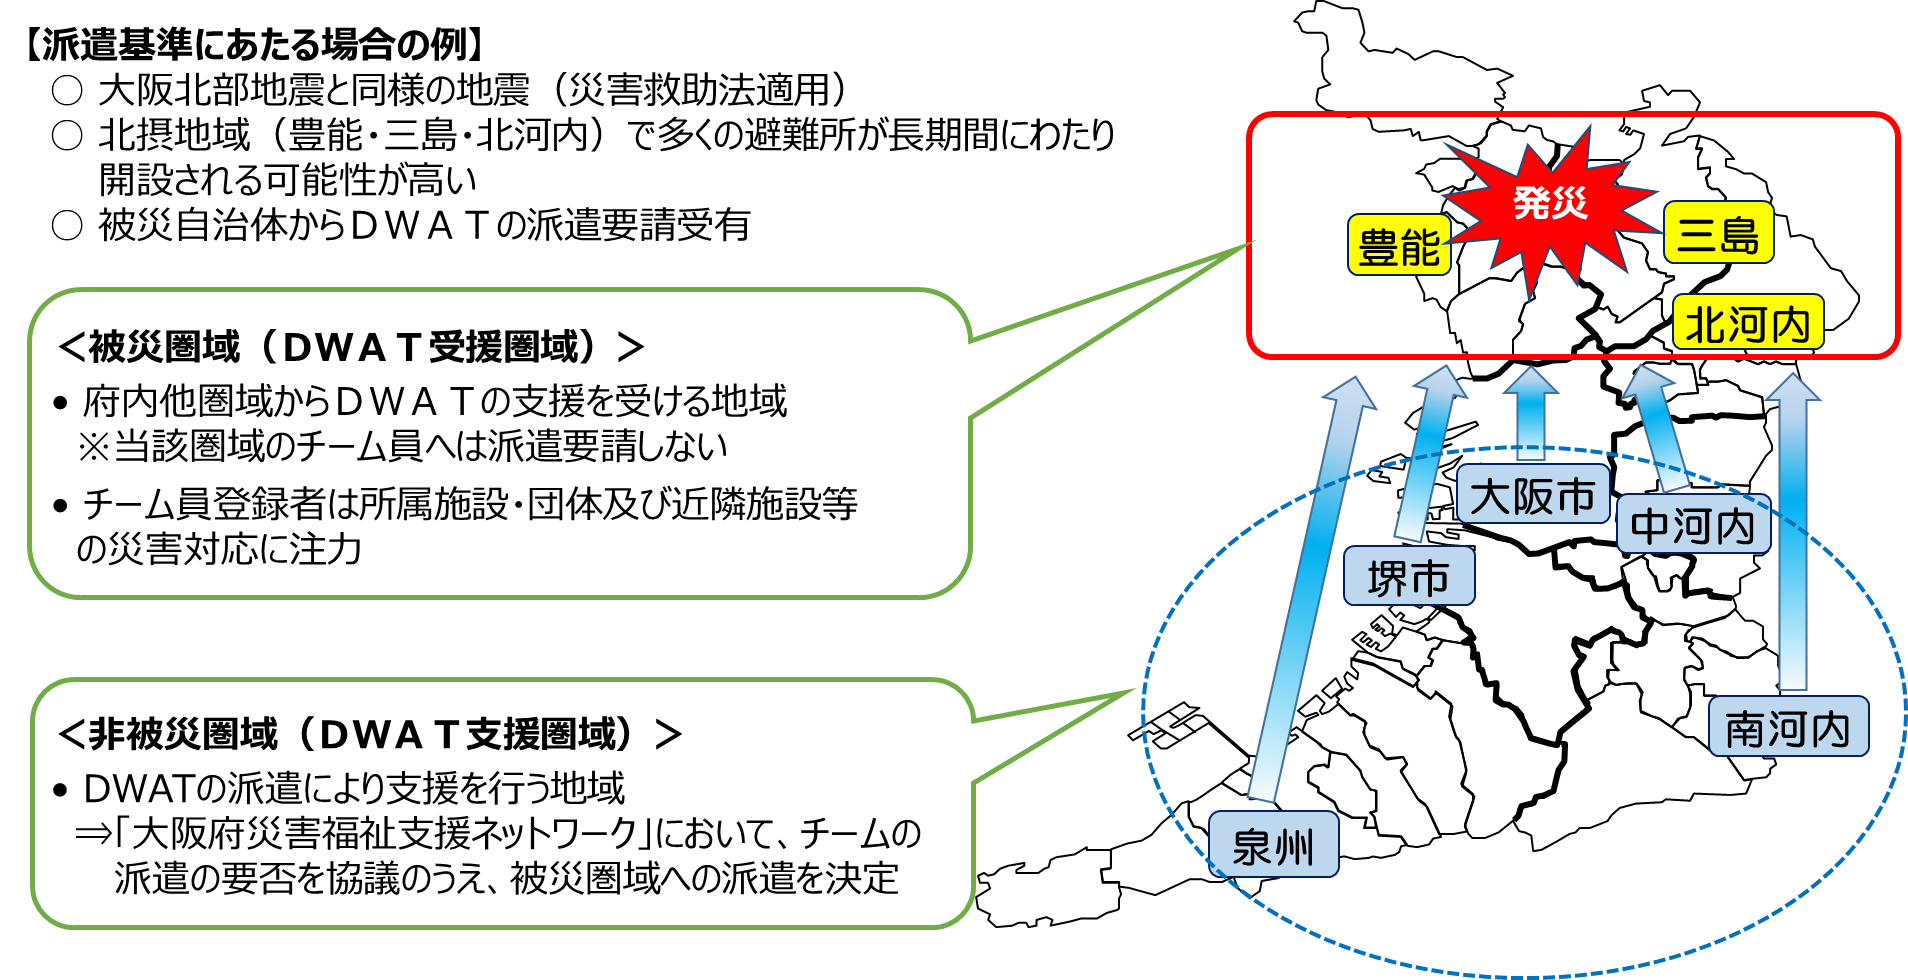 【派遣基準にあたる場合の例】
○ 大阪北部地震と同様の地震（災害救助法適用）
○ 北摂地域（豊能・三島・北河内）で多くの避難所が長期間にわたり
開設される可能性が高い
○ 被災自治体からＤＷＡＴの派遣要請受有
＜被災圏域（ＤＷＡＴ受援圏域）＞
• 府内他圏域からＤＷＡＴの支援を受ける地域
※当該圏域のチーム員へは派遣要請しない
• チーム員登録者は所属施設・団体及び近隣施設等
の災害対応に注力
＜非被災圏域（ＤＷＡＴ支援圏域）＞
• DWATの派遣により支援を行う地域
⇒「大阪府災害福祉支援ネットワーク」において、チームの
派遣の要否を協議のうえ、被災圏域への派遣を決定
発災
豊能
三島
北河内
大阪市
中河内
堺市
南河内
泉州